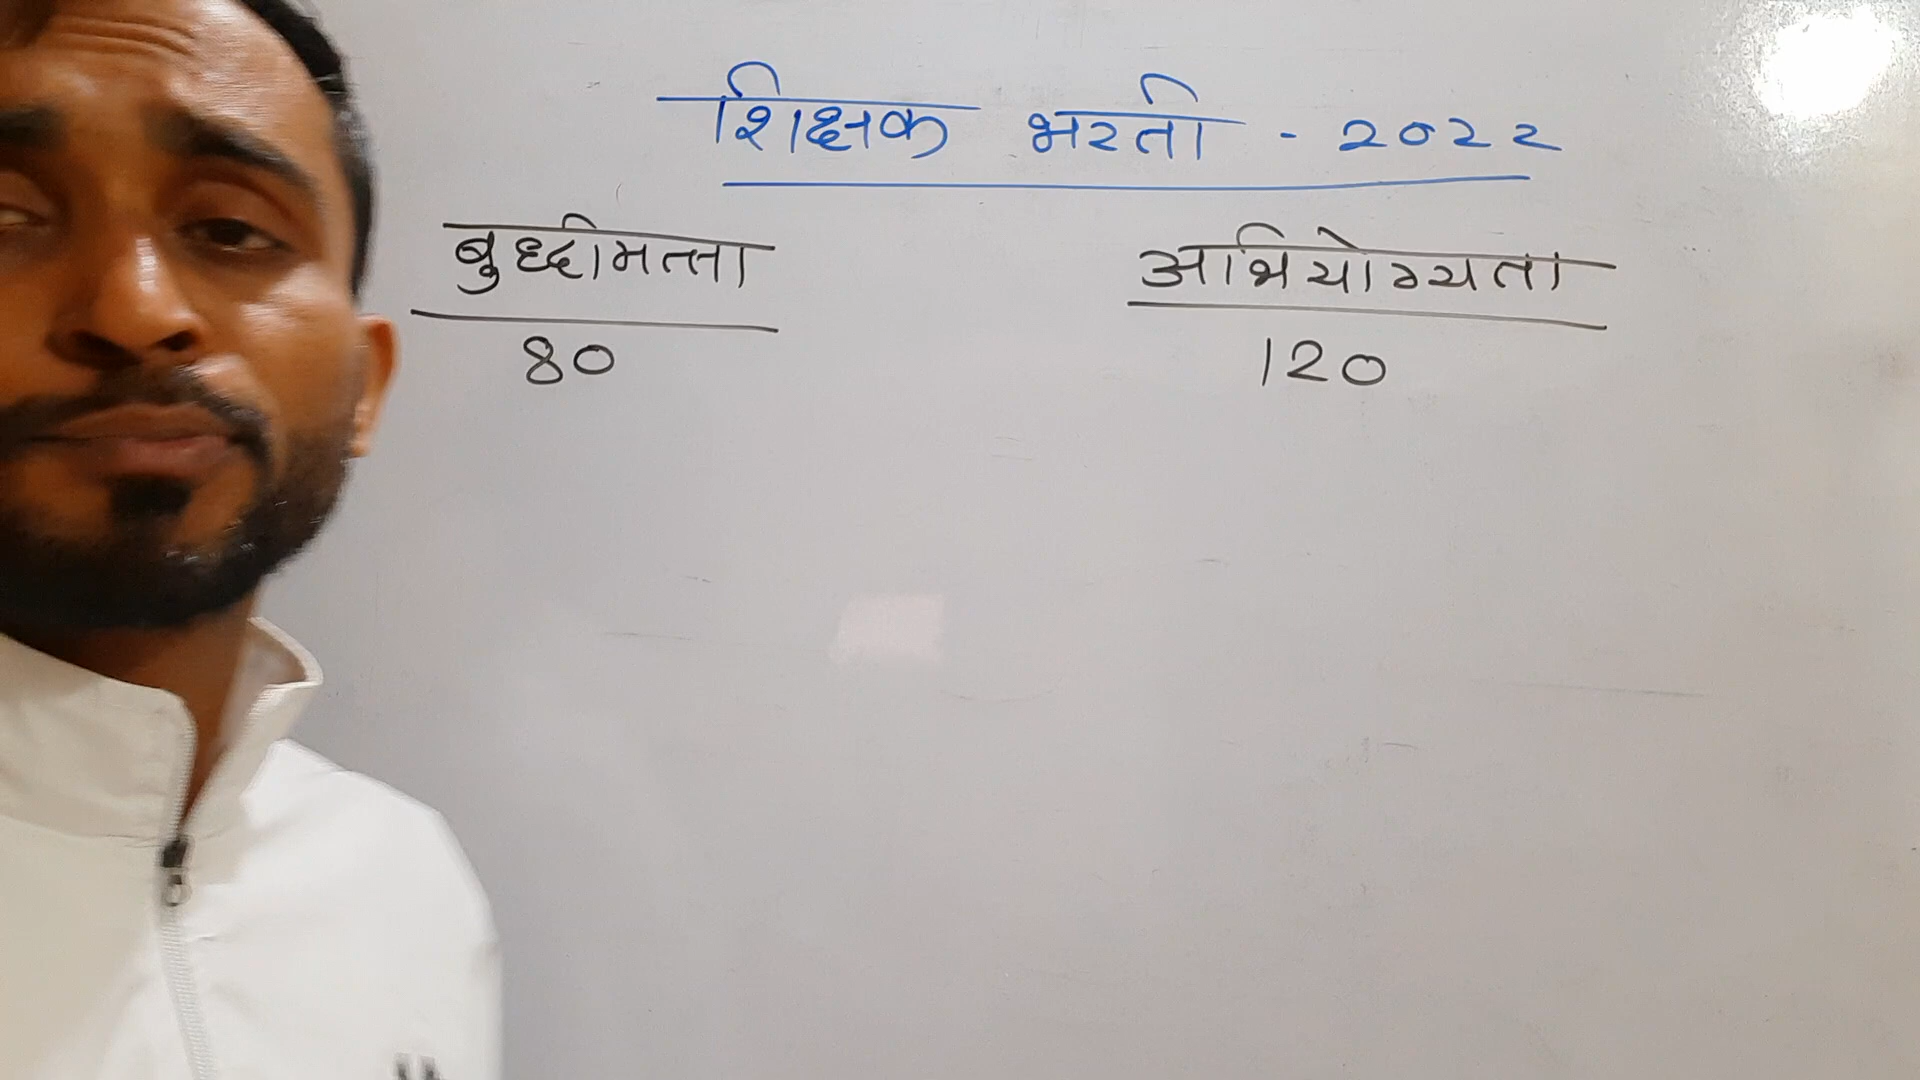 शिक्षक भरती - 2022
बुध्दीमत्ता
80
अभियोग्यता
120